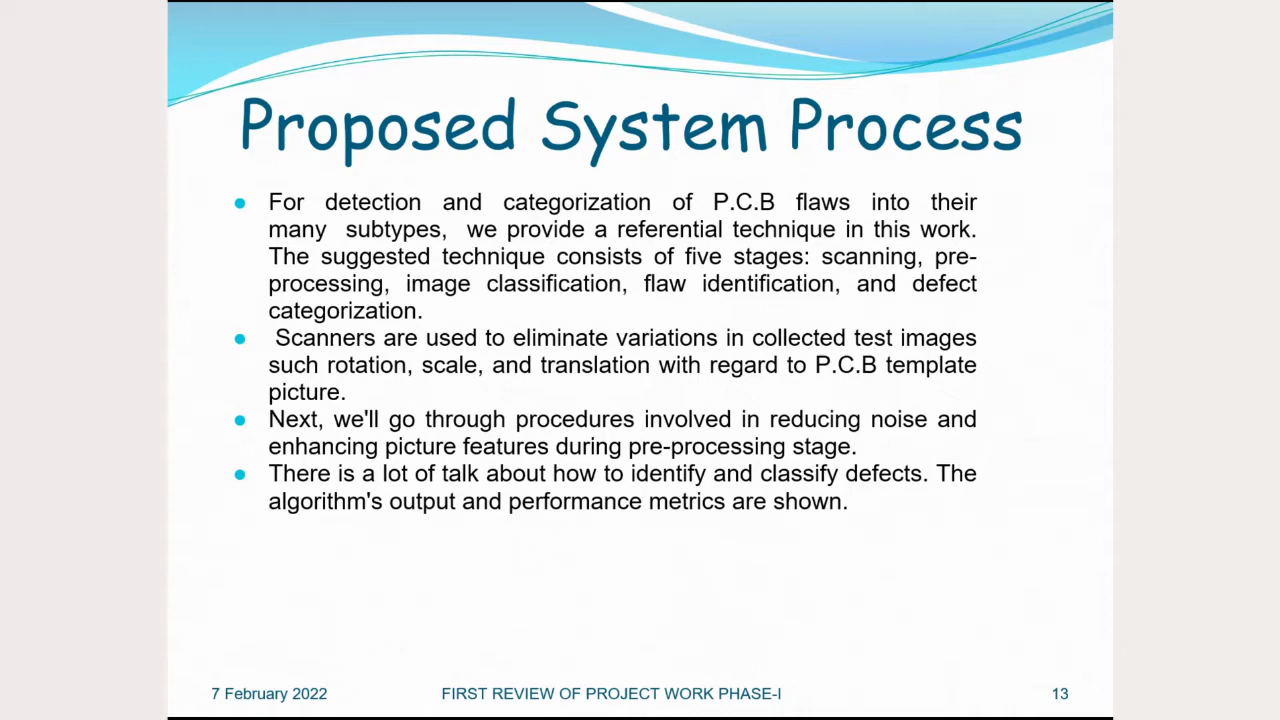 Proposed System Process
● For detection and categorization of P.C.B flaws into their
many subtypes, we provide a referential technique in this work.
The suggested technique consists of five stages: scanning, pre-
processing, image classification, flaw identification, and defect
categorization.
● Scanners are used to eliminate variations in collected test images
such rotation, scale, and translation with regard to P.C.B template
picture.
● Next, we'll go through procedures involved in reducing noise and
enhancing picture features during pre-processing stage.
● There is a lot of talk about how to identify and classify defects. The
algorithm's output and performance metrics are shown.
7 February 2022 FIRST REVIEW OF PROJECT WORK PHASE-I 13